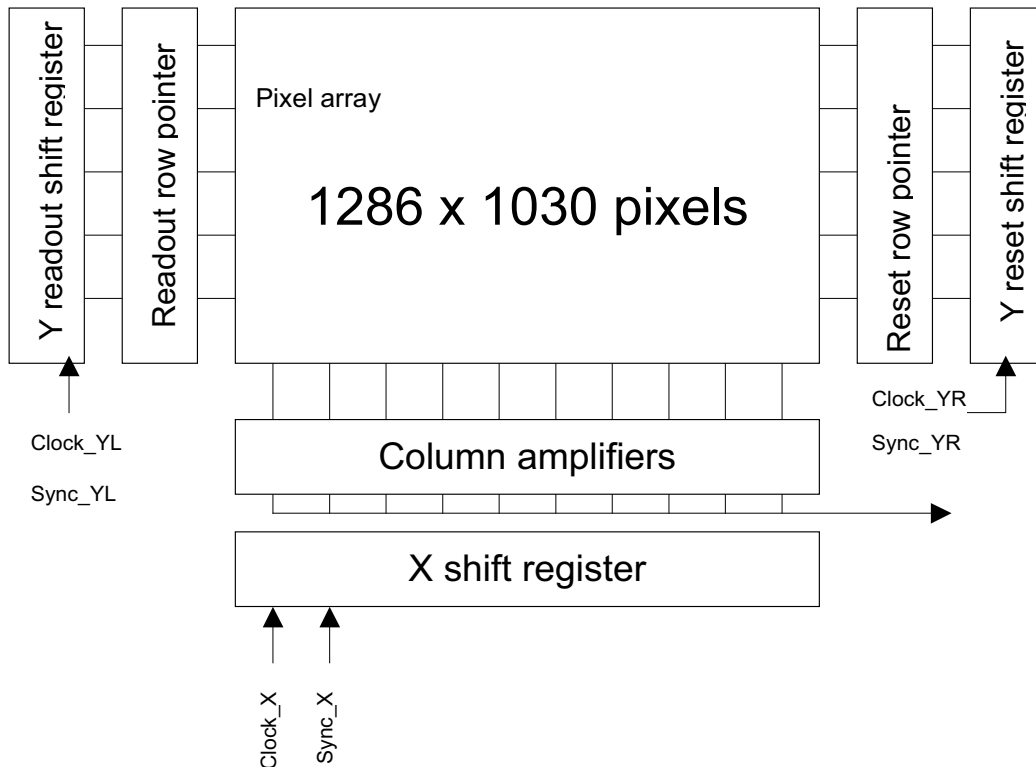 Y readout shift register
Readout row pointer
Pixel array
1286 x 1030 pixels
Reset row pointer
Y reset shift register
Clock_YL
Sync_YL
Clock_YR
Sync_YR
Column amplifiers
X shift register
Clock_X
Sync_X